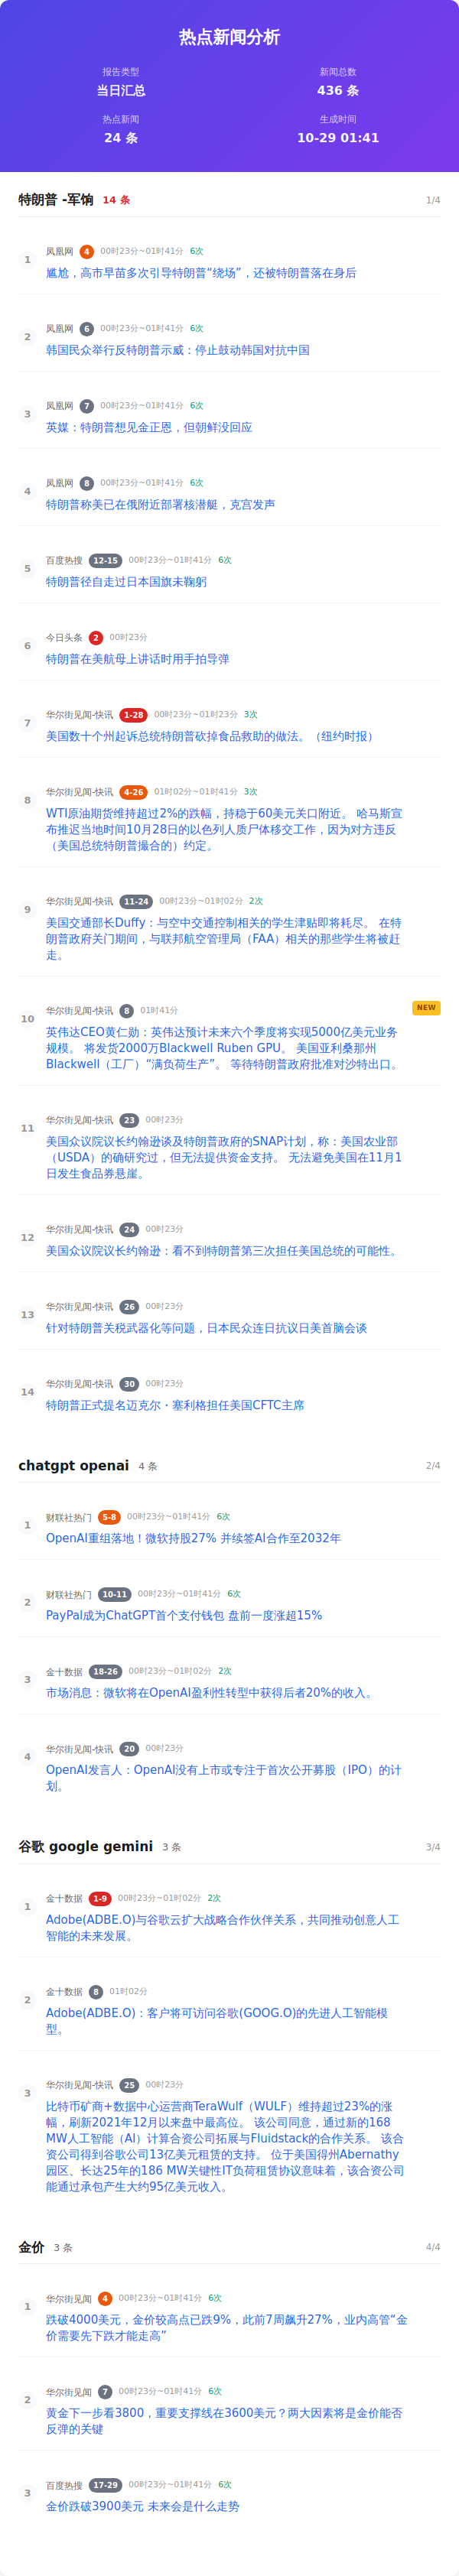 热点新闻分析
报告类型
当日汇总
新闻总数
436 条
热点新闻
24 条
生成时间
10-29 01:41
特朗普 -军饷 14 条 1/4
1
凤凰网 4 00时23分~01时41分 6次
尴尬，高市早苗多次引导特朗普“绕场”，还被特朗普落在身后
2
凤凰网 6 00时23分~01时41分 6次
韩国民众举行反特朗普示威：停止鼓动韩国对抗中国
3
凤凰网 7 00时23分~01时41分 6次
英媒：特朗普想见金正恩，但朝鲜没回应
4
凤凰网 8 00时23分~01时41分 6次
特朗普称美已在俄附近部署核潜艇，克宫发声
5
百度热搜 12-15 00时23分~01时41分 6次
特朗普径自走过日本国旗未鞠躬
6
今日头条 2 00时23分
特朗普在美航母上讲话时用手拍导弹
7
华尔街见闻-快讯 1-28 00时23分~01时23分 3次
美国数十个州起诉总统特朗普砍掉食品救助的做法。（纽约时报）
8
华尔街见闻-快讯 4-26 01时02分~01时41分 3次
WTI原油期货维持超过2%的跌幅，持稳于60美元关口附近。 哈马斯宣
布推迟当地时间10月28日的以色列人质尸体移交工作，因为对方违反
（美国总统特朗普撮合的）约定。
9
华尔街见闻-快讯 11-24 00时23分~01时02分 2次
美国交通部长Duffy：与空中交通控制相关的学生津贴即将耗尽。 在特
朗普政府关门期间，与联邦航空管理局（FAA）相关的那些学生将被赶
走。
10
华尔街见闻-快讯 8 01时41分 NEW
英伟达CEO黄仁勋：英伟达预计未来六个季度将实现5000亿美元业务
规模。 将发货2000万Blackwell Ruben GPU。 美国亚利桑那州
Blackwell（工厂）“满负荷生产”。 等待特朗普政府批准对沙特出口。
11
华尔街见闻-快讯 23 00时23分
美国众议院议长约翰逊谈及特朗普政府的SNAP计划，称：美国农业部
（USDA）的确研究过，但无法提供资金支持。 无法避免美国在11月1
日发生食品券悬崖。
12
华尔街见闻-快讯 24 00时23分
美国众议院议长约翰逊：看不到特朗普第三次担任美国总统的可能性。
13
华尔街见闻-快讯 26 00时23分
针对特朗普关税武器化等问题，日本民众连日抗议日美首脑会谈
14
华尔街见闻-快讯 30 00时23分
特朗普正式提名迈克尔・塞利格担任美国CFTC主席
chatgpt openai 4 条 2/4
1
财联社热门 5-8 00时23分~01时41分 6次
OpenAI重组落地！微软持股27% 并续签AI合作至2032年
2
财联社热门 10-11 00时23分~01时41分 6次
PayPal成为ChatGPT首个支付钱包 盘前一度涨超15%
3
金十数据 18-26 00时23分~01时02分 2次
市场消息：微软将在OpenAI盈利性转型中获得后者20%的收入。
4
华尔街见闻-快讯 20 00时23分
OpenAI发言人：OpenAI没有上市或专注于首次公开募股（IPO）的计
划。
谷歌 google gemini 3 条 3/4
1
金十数据 1-9 00时23分~01时02分 2次
Adobe(ADBE.O)与谷歌云扩大战略合作伙伴关系，共同推动创意人工
智能的未来发展。
2
金十数据 8 01时02分
Adobe(ADBE.O)：客户将可访问谷歌(GOOG.O)的先进人工智能模
型。
3
华尔街见闻-快讯 25 00时23分
比特币矿商+数据中心运营商TeraWulf（WULF）维持超过23%的涨
幅，刷新2021年12月以来盘中最高位。 该公司同意，通过新的168
MW人工智能（AI）计算合资公司拓展与Fluidstack的合作关系。 该合
资公司得到谷歌公司13亿美元租赁的支持。 位于美国得州Abernathy
园区、长达25年的186 MW关键性IT负荷租赁协议意味着，该合资公司
能通过承包产生大约95亿美元收入。
金价 3 条 4/4
1
华尔街见闻 4 00时23分~01时41分 6次
跌破4000美元，金价较高点已跌9%，此前7周飙升27%，业内高管“金
价需要先下跌才能走高”
2
华尔街见闻 7 00时23分~01时41分 6次
黄金下一步看3800，重要支撑线在3600美元？两大因素将是金价能否
反弹的关键
3
百度热搜 17-29 00时23分~01时41分 6次
金价跌破3900美元 未来会是什么走势